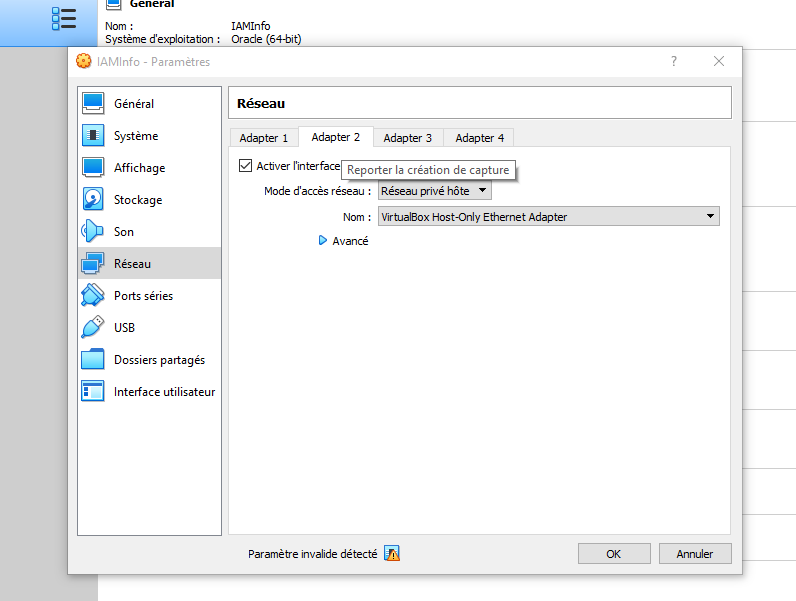 Général
Nom : IAMInfo
Système d'exploitation : Oracle (64-bit)
IAMInfo - Paramètres ?
Général
Système
Affichage
Stockage
Son
Réseau
Ports séries
USB
Dossiers partagés
Interface utilisateur
Réseau
Adapter 1 Adapter 2 Adapter 3 Adapter 4
Activer l'interface
Reporter la création de capture
Mode d'accès réseau : Réseau privé hôte
Nom : VirtualBox Host-Only Ethernet Adapter
Avancé
Paramètre invalide détecté
OK Annuler